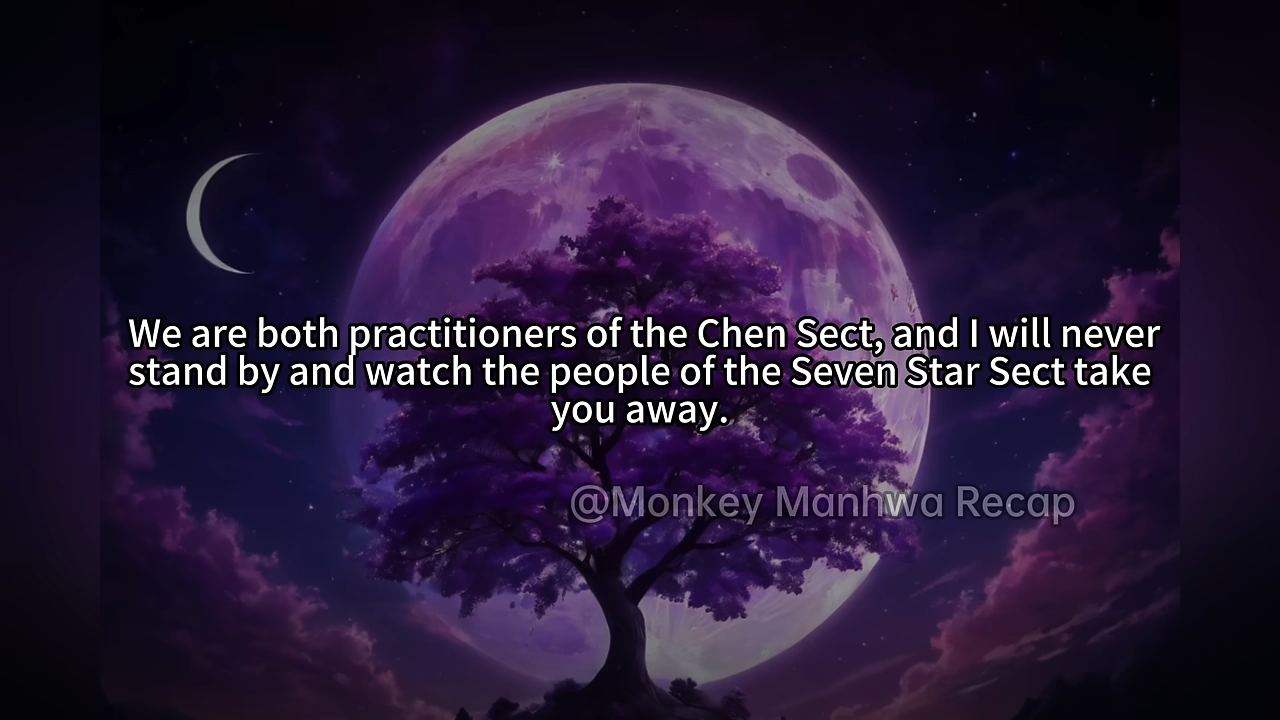 We are both practitioners of the Chen Sect, and I will never
stand by and watch the people of the Seven Star Sect take
you away.
@Monkey Manhwa Recap